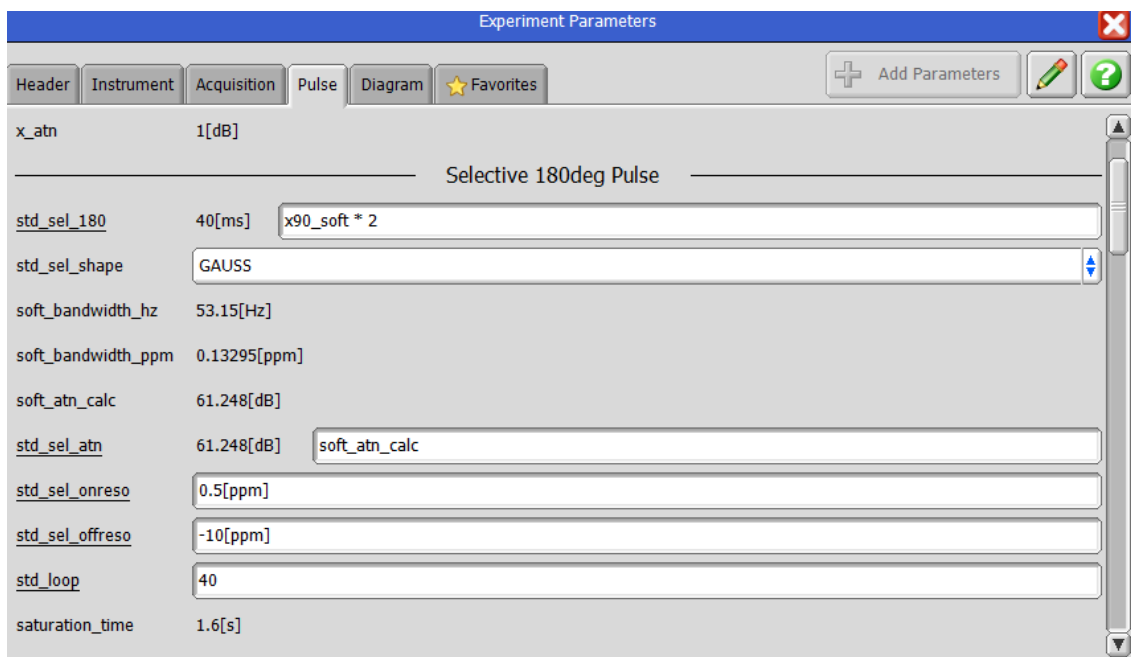 Experiment Parameters
Header Instrument Acquisition Pulse Diagram Favorites Add Parameters
x_atn 1[dB]
Selective 180deg Pulse
std_sel_180 40[ms] x90_soft * 2
std_sel_shape GAUSS
soft_bandwidth_hz 53.15[Hz]
soft_bandwidth_ppm 0.13295[ppm]
soft_atn_calc 61.248[dB]
std_sel_atn 61.248[dB] soft_atn_calc
std_sel_onreso 0.5[ppm]
std_sel_offreso -10[ppm]
std_loop 40
saturation_time 1.6[s]